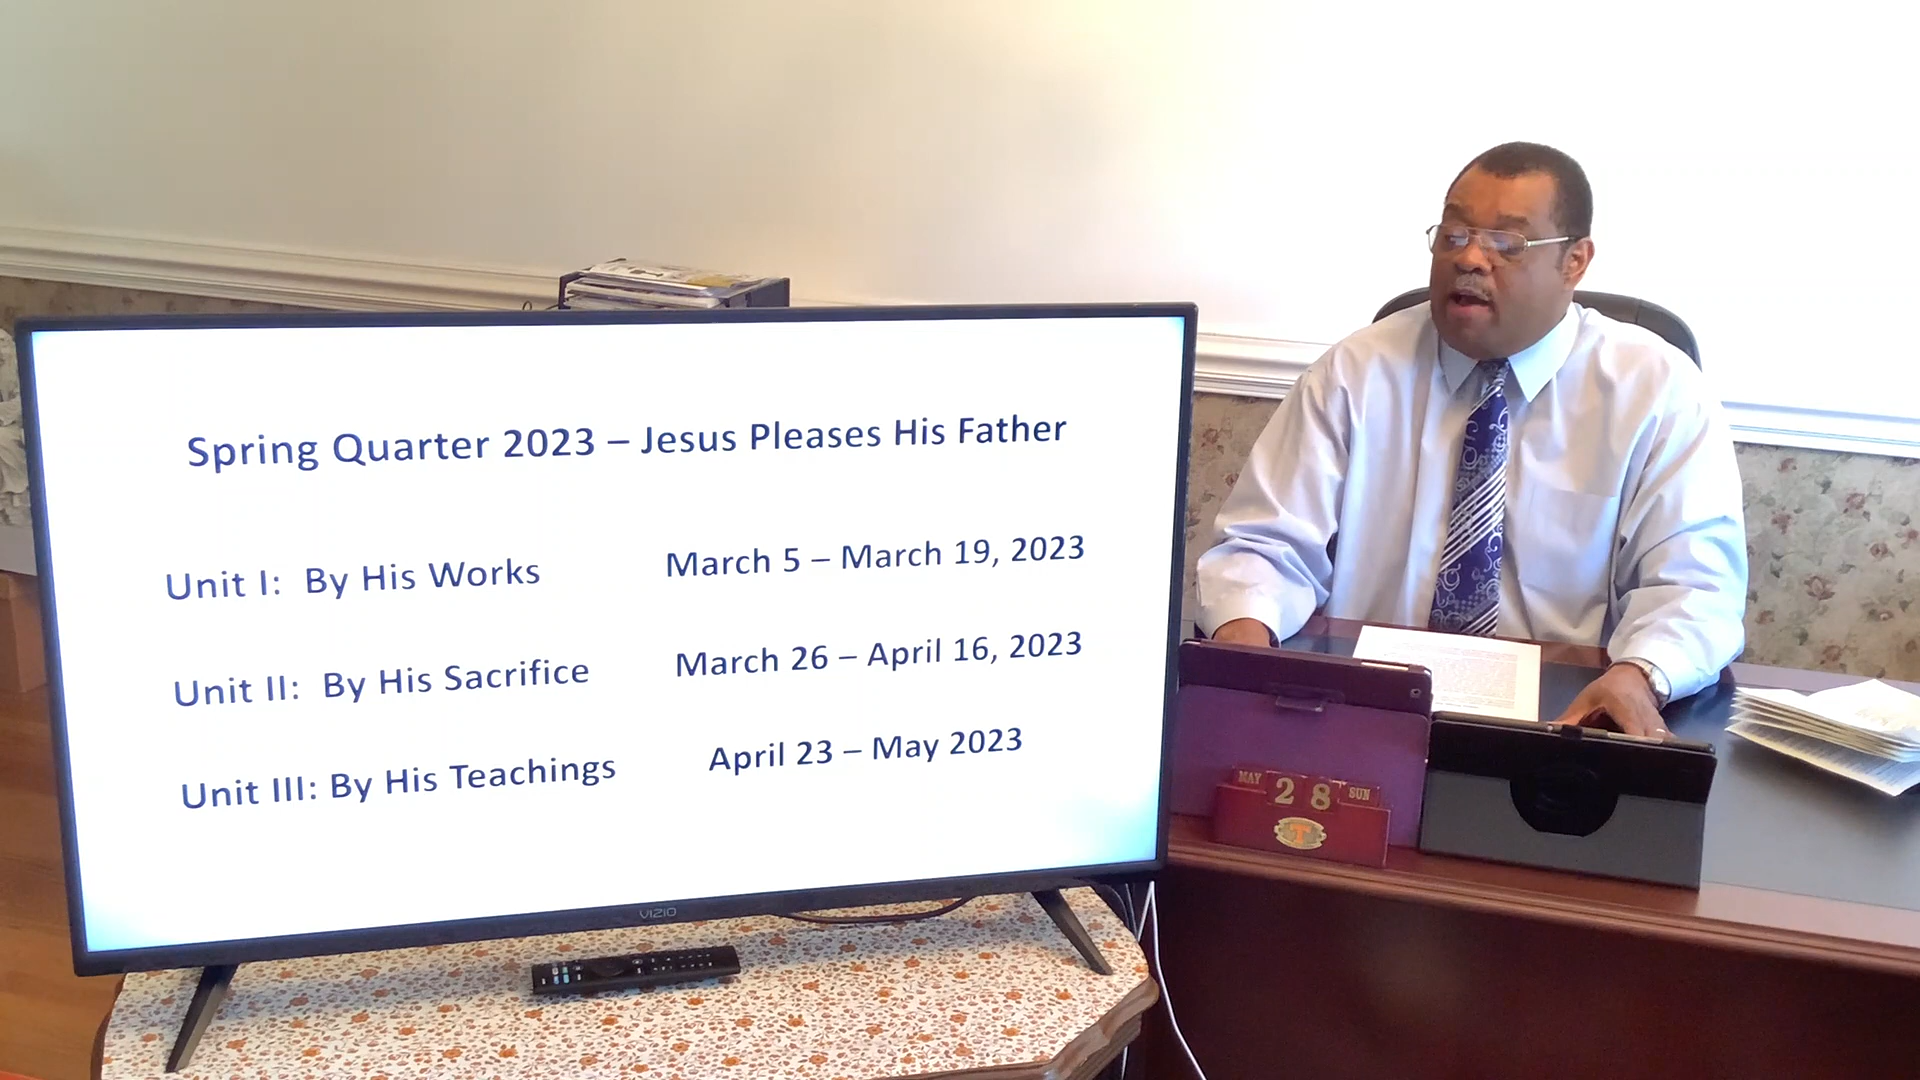 Spring Quarter 2023 – Jesus Pleases His Father
Unit I: By His Works March 5 – March 19, 2023
Unit II: By His Sacrifice March 26 – April 16, 2023
Unit III: By His Teachings April 23 – May 2023
VIZIO
MAY 28 SUN
T